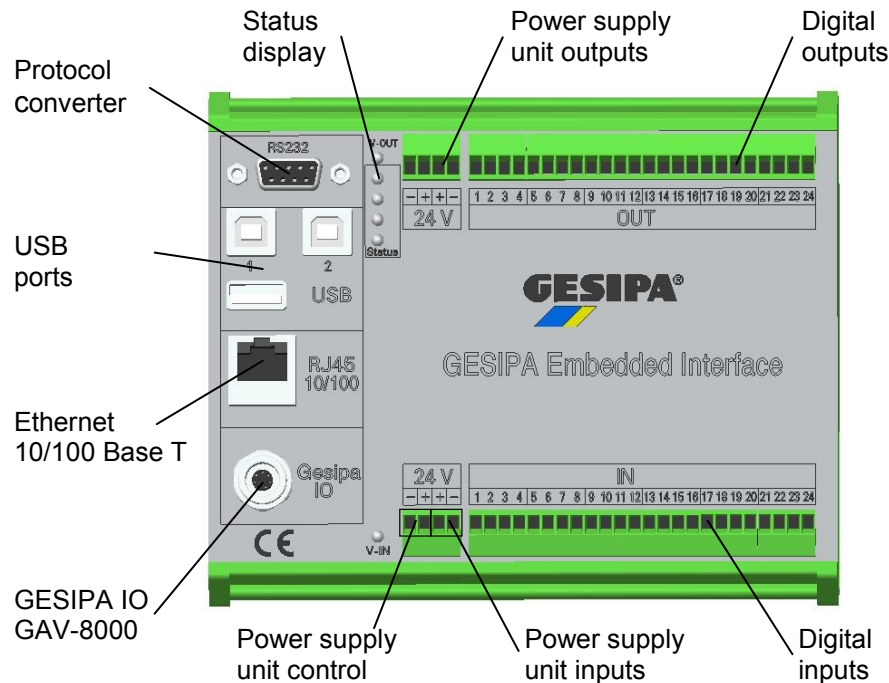 Status
display
Power supply
unit outputs
Digital
outputs
Protocol
converter
RS232
V-OUT
- + + -
24 V
1 2 3 4 5 6 7 8 9 10 11 12 13 14 15 16 17 18 19 20 21 22 23 24
OUT
Status
1
2
USB
USB
ports
GESIPA®
GESIPA Embedded Interface
RJ45
10/100
Ethernet
10/100 Base T
Gesipa
IO
24 V
- + + -
IN
1 2 3 4 5 6 7 8 9 10 11 12 13 14 15 16 17 18 19 20 21 22 23 24
CE
V-IN
GESIPA IO
GAV-8000
Power supply
unit control
Power supply
unit inputs
Digital
inputs